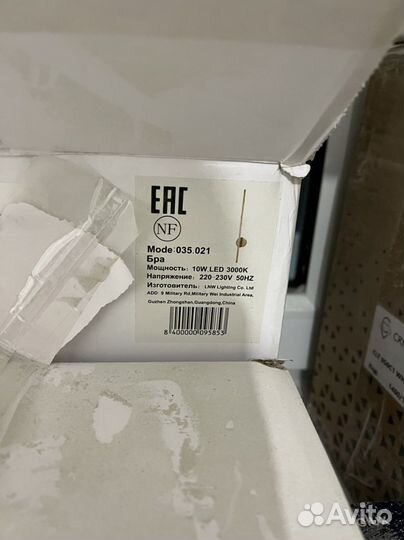 EAC
NF
Mode:035.021
Бра
Мощность: 10W LED 3000K
Напряжение: 220-230V 50HZ
Изготовитель: LNW Lighting Co. Ltd
ADD: 9 Military Rd,Military Wei Industrial Area,
Guzhen Zhongshan,Guangdong,China
8 400000 095853
Avito